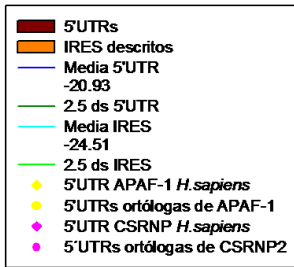 5'UTRs
IRES descritos
Media 5'UTR
-20.93
2.5 ds 5'UTR
Media IRES
-24.51
2.5 ds IRES
5'UTR APAF-1 H.sapiens
5'UTRs ortólogas de APAF-1
5'UTR CSRNP H.sapiens
5´UTRs ortólogas de CSRNP2